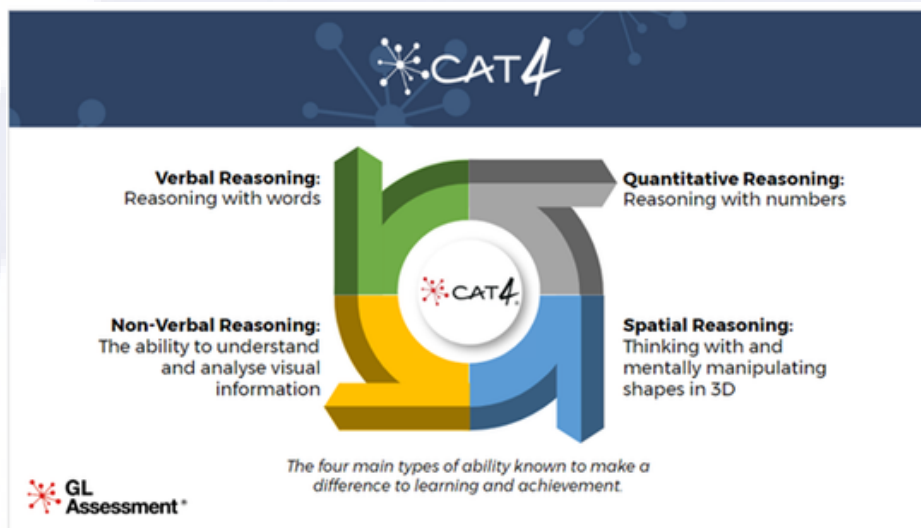 CAT4
Verbal Reasoning:
Reasoning with words
Quantitative Reasoning:
Reasoning with numbers
CAT4®
Non-Verbal Reasoning:
The ability to understand
and analyse visual
information
Spatial Reasoning:
Thinking with and
mentally manipulating
shapes in 3D
The four main types of ability known to make a
difference to learning and achievement.
GL
Assessment®